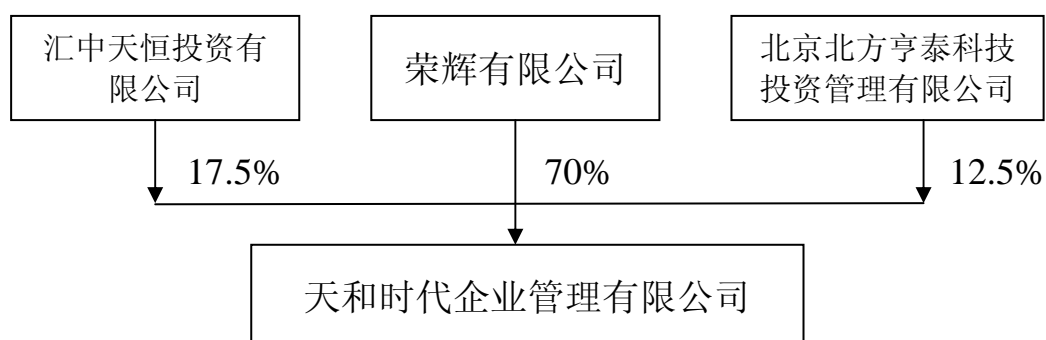 汇中天恒投资有
限公司
荣辉有限公司
北京北方亨泰科技
投资管理有限公司
17.5%
70%
12.5%
天和时代企业管理有限公司